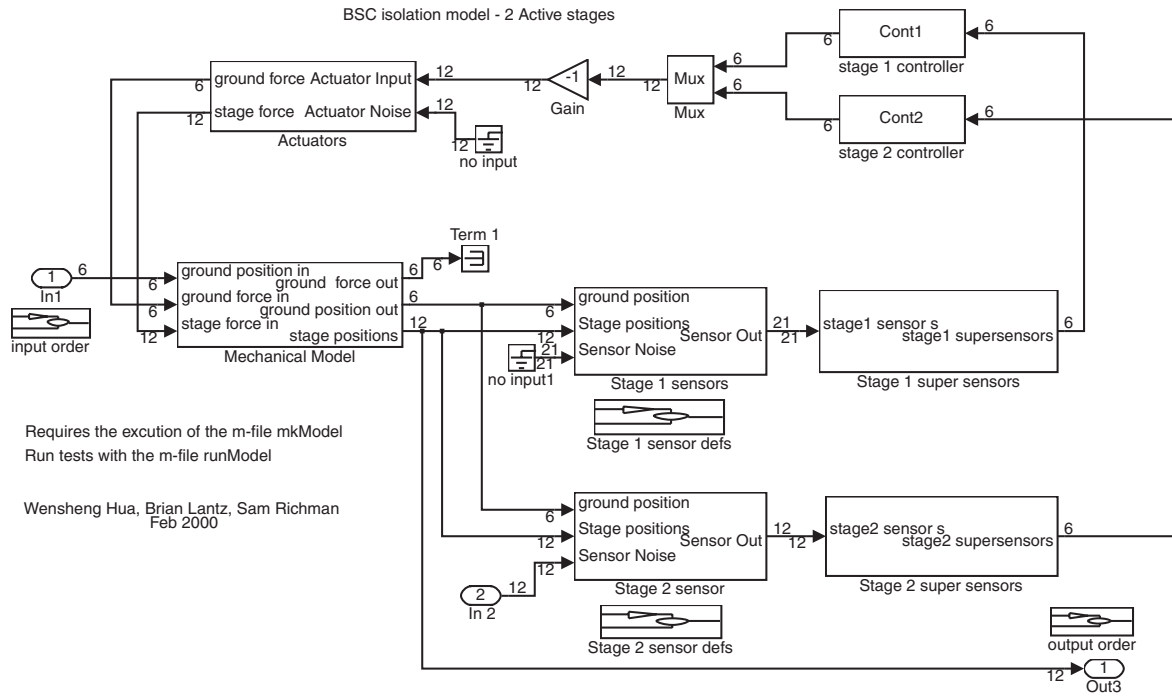 BSC isolation model - 2 Active stages
ground force Actuator Input
stage force Actuator Noise
Actuators
6
12
12
12
12
no input
12
-1
Gain
12
12
Mux
Mux
6
6
6
Cont1
6
stage 1 controller
6
Cont2
6
stage 2 controller
1
In1
6
input order
ground position in
ground force in
stage force in
ground force out
ground position out
stage positions
Mechanical Model
6
6
12
6
6
12
Term 1
6
ground position
Stage positions
Sensor Noise
Sensor Out
Stage 1 sensors
6
12
21
21
no input1
21
21
stage1 sensor s
stage1 supersensors
Stage 1 super sensors
6
Stage 1 sensor defs
Requires the excution of the m-file mkModel
Run tests with the m-file runModel
Wensheng Hua, Brian Lantz, Sam Richman
Feb 2000
ground position
Stage positions
Sensor Noise
Sensor Out
Stage 2 sensor
6
12
12
12
2
In 2
12
12
stage2 sensor s
stage2 supersensors
Stage 2 super sensors
6
Stage 2 sensor defs
output order
12
1
Out3